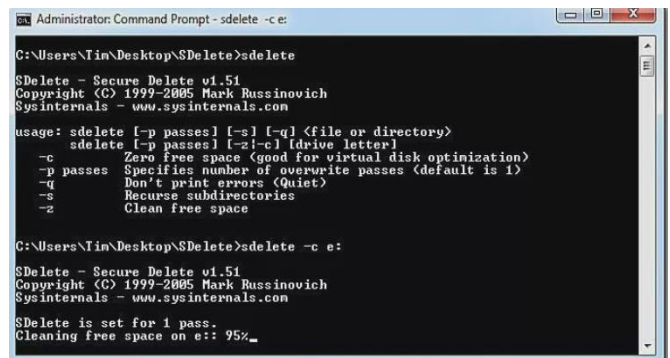 Administrator: Command Prompt - sdelete -c e:
C:\Users\Tim\Desktop\SDelete>sdelete
SDelete - Secure Delete v1.51
Copyright (C) 1999-2005 Mark Russinovich
Sysinternals - www.sysinternals.com
usage: sdelete [-p passes] [-s] [-q] <file or directory>
sdelete [-p passes] [-z|-c] [drive letter]
-c Zero free space (good for virtual disk optimization)
-p passes Specifies number of overwrite passes (default is 1)
-q Don't print errors (Quiet)
-s Recurse subdirectories
-z Clean free space
C:\Users\Tim\Desktop\SDelete>sdelete -c e:
SDelete - Secure Delete v1.51
Copyright (C) 1999-2005 Mark Russinovich
Sysinternals - www.sysinternals.com
SDelete is set for 1 pass.
Cleaning free space on e:: 95%_